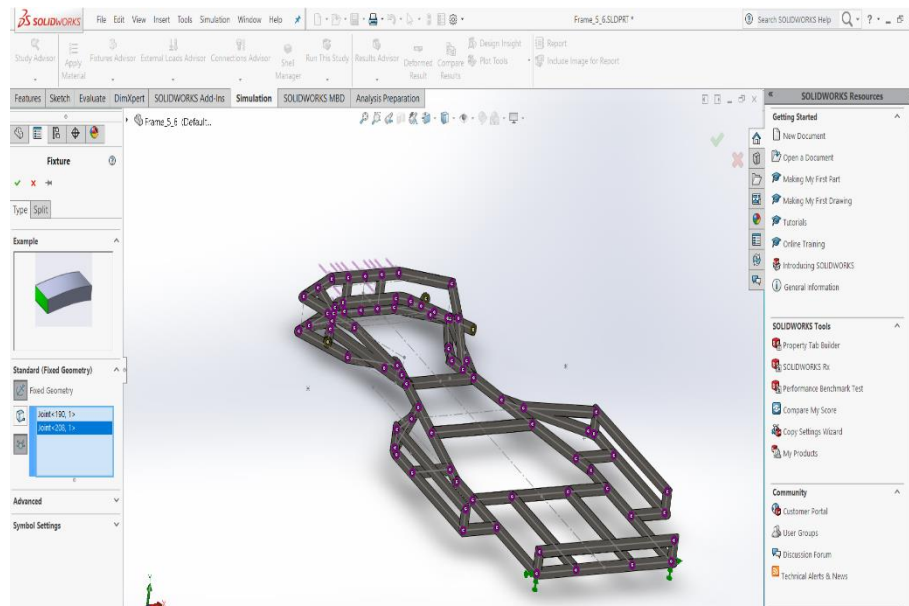 SOLIDWORKS File Edit View Insert Tools Simulation Window Help Frame_5_6.SLDPRT * Search SOLIDWORKS Help
Study Advisor Apply Material Fixtures Advisor External Loads Advisor Connections Advisor Shell Manager Run This Study Results Advisor Deformed Result Compare Results Design Insight Plot Tools Report Include Image for Report
Features Sketch Evaluate DimXpert SOLIDWORKS Add-Ins Simulation SOLIDWORKS MBD Analysis Preparation
Frame_5_6 (Default...
Fixture
Type Split
Example
Standard (Fixed Geometry)
Fixed Geometry
Joint<190, 1>
Joint<208, 1>
Advanced
Symbol Settings
SOLIDWORKS Resources
Getting Started
New Document
Open a Document
Making My First Part
Making My First Drawing
Tutorials
Online Training
Introducing SOLIDWORKS
General Information
SOLIDWORKS Tools
Property Tab Builder
SOLIDWORKS Rx
Performance Benchmark Test
Compare My Score
Copy Settings Wizard
My Products
Community
Customer Portal
User Groups
Discussion Forum
Technical Alerts & News